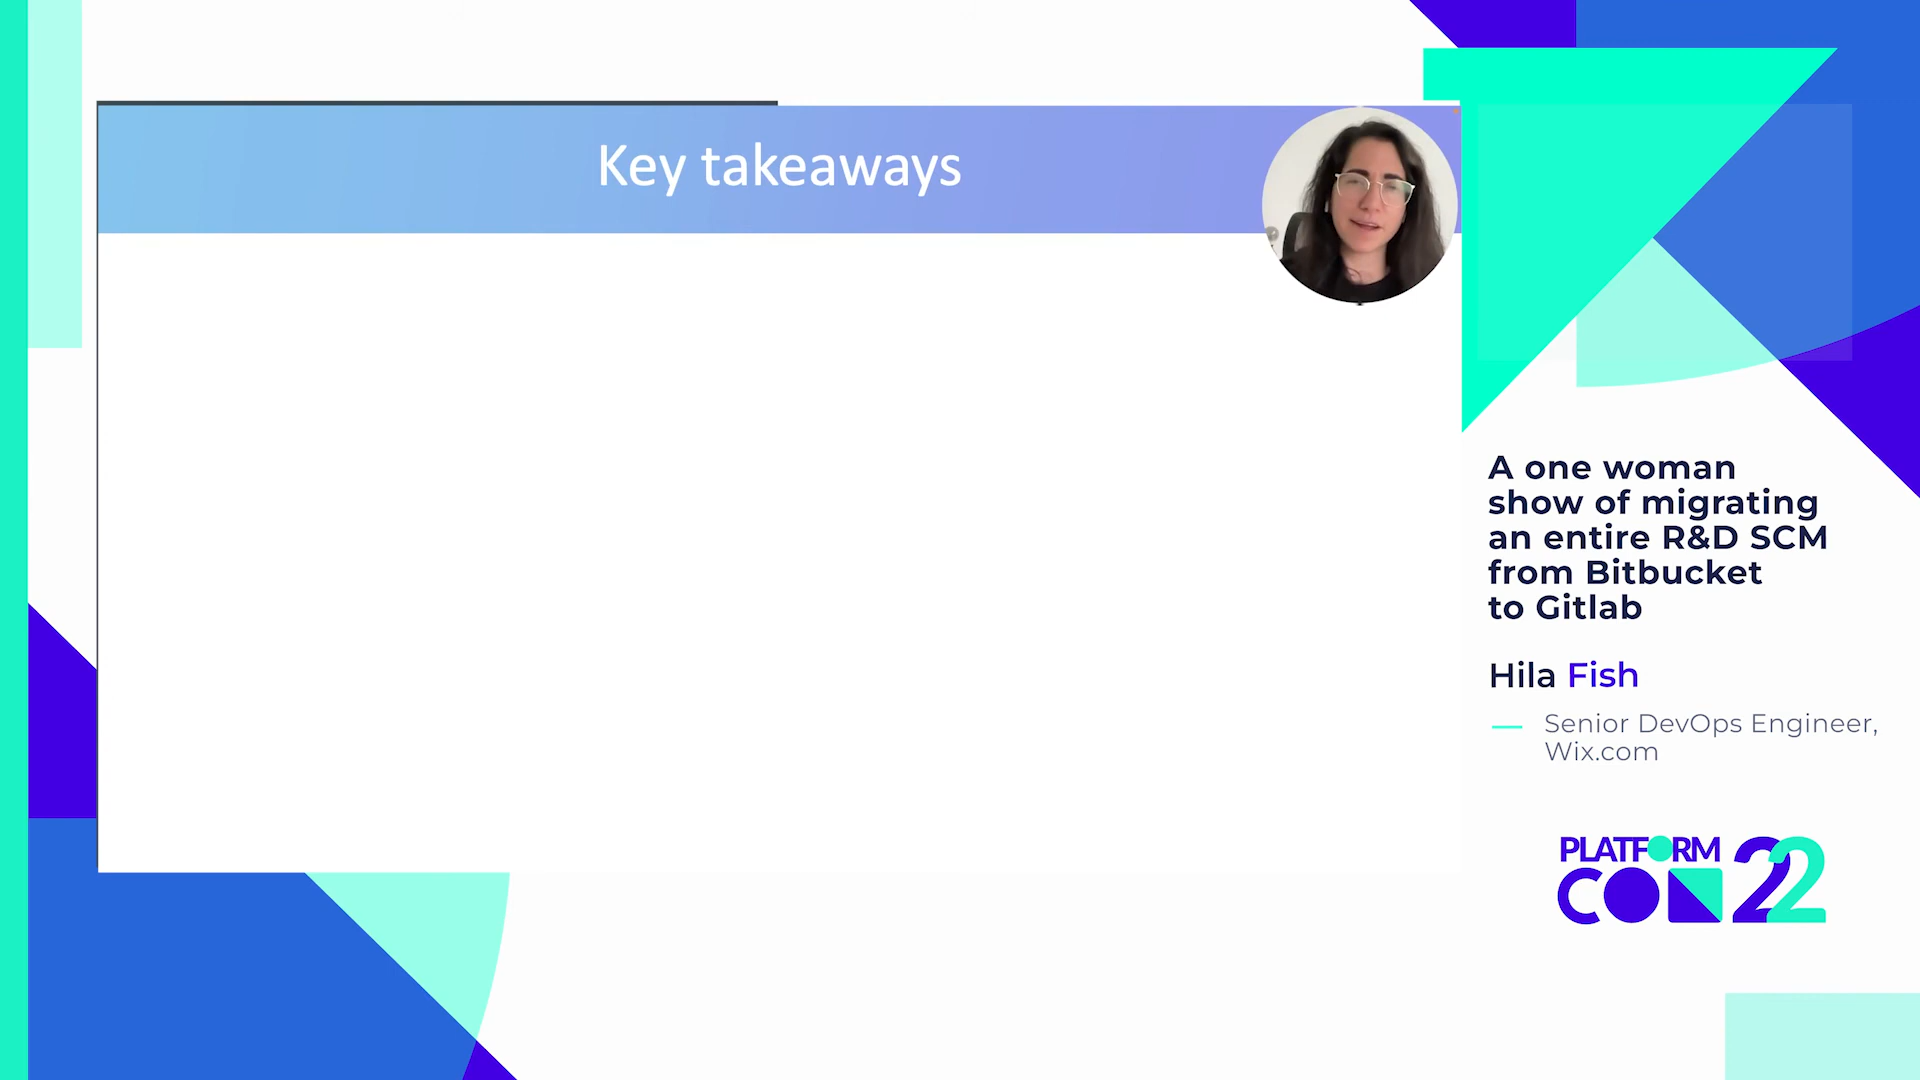 Key takeaways
A one woman
show of migrating
an entire R&D SCM
from Bitbucket
to Gitlab
Hila Fish
Senior DevOps Engineer,
Wix.com
PLATFORM
CON 22